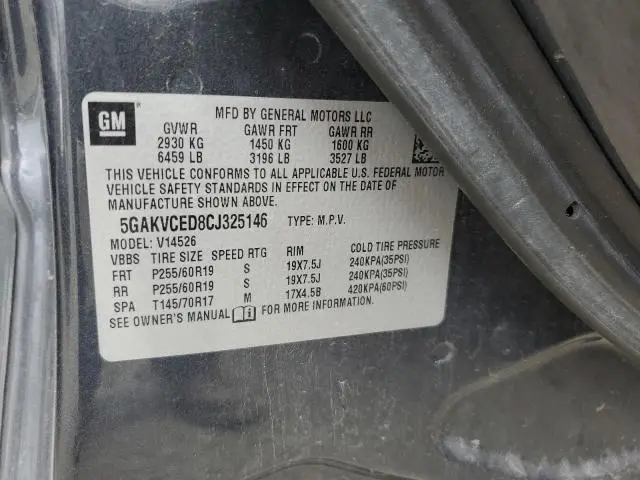 GM
MFD BY GENERAL MOTORS LLC
GVWR GAWR FRT GAWR RR
2930 KG 1450 KG 1600 KG
6459 LB 3196 LB 3527 LB
THIS VEHICLE CONFORMS TO ALL APPLICABLE U.S. FEDERAL MOTOR
VEHICLE SAFETY STANDARDS IN EFFECT ON THE DATE OF
MANUFACTURE SHOWN ABOVE.
5GAKVCED8CJ325146 TYPE: M.P.V.
MODEL: V14526
VBBS TIRE SIZE SPEED RTG RIM COLD TIRE PRESSURE
FRT P255/60R19 S 19X7.5J 240KPA(35PSI)
RR P255/60R19 S 19X7.5J 240KPA(35PSI)
SPA T145/70R17 M 17X4.5B 420KPA(60PSI)
SEE OWNER'S MANUAL FOR MORE INFORMATION.